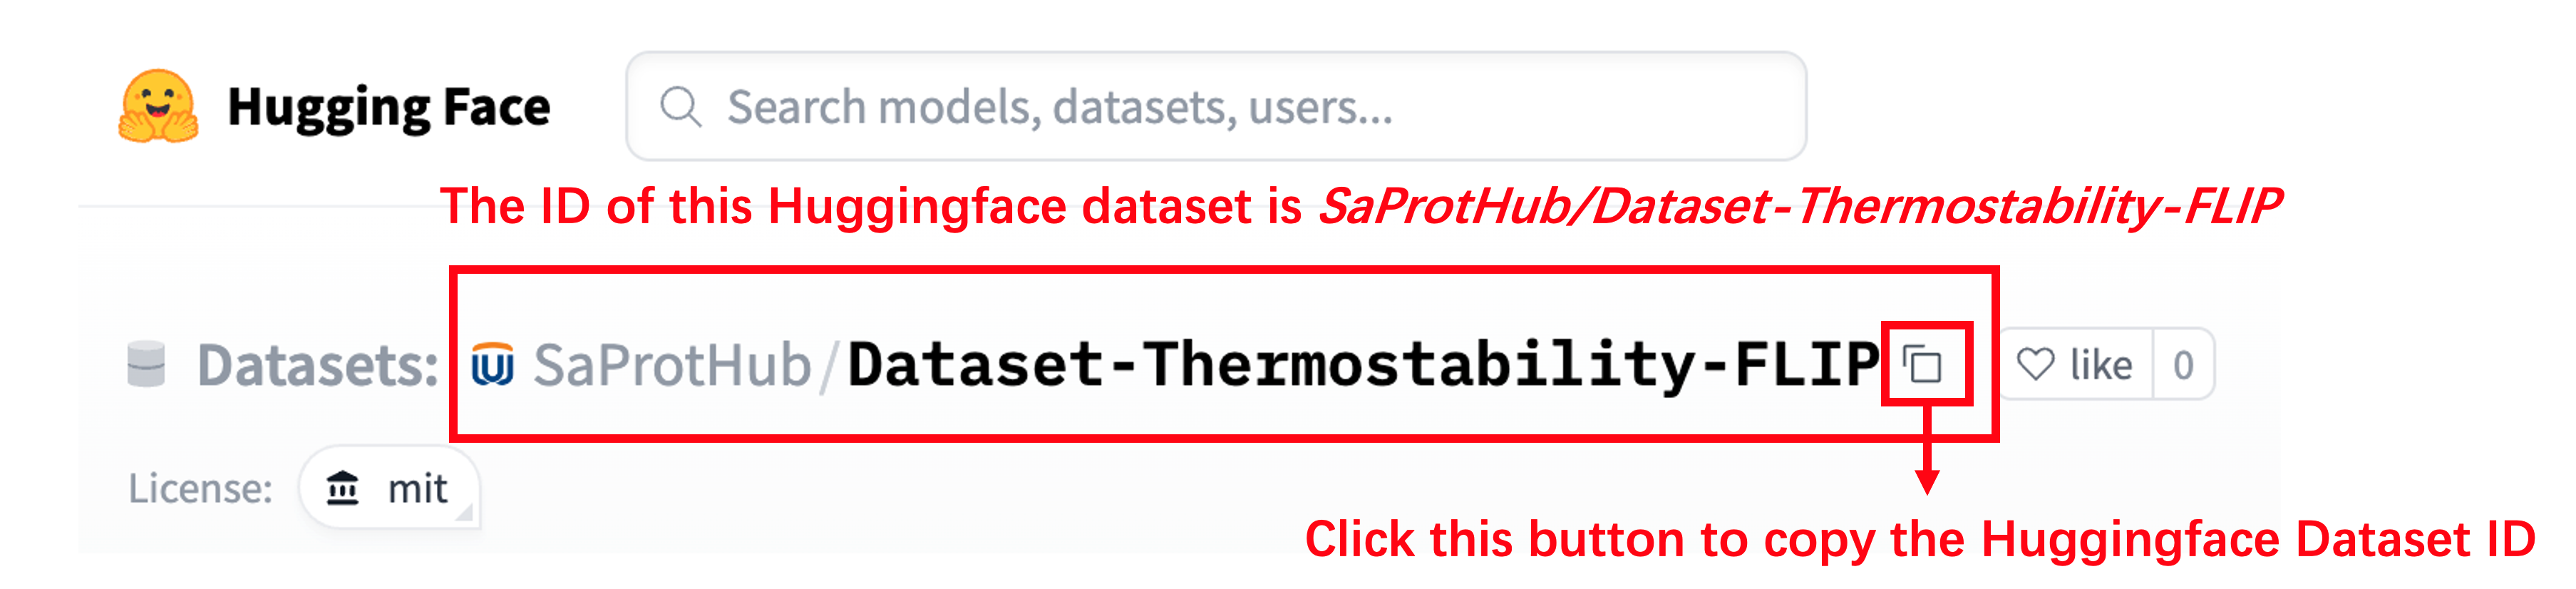 Hugging Face
Search models, datasets, users...
The ID of this Huggingface dataset is SaProtHub/Dataset-Thermostability-FLIP
Datasets: SaProtHub/Dataset-Thermostability-FLIP like 0
License: mit
Click this button to copy the Huggingface Dataset ID